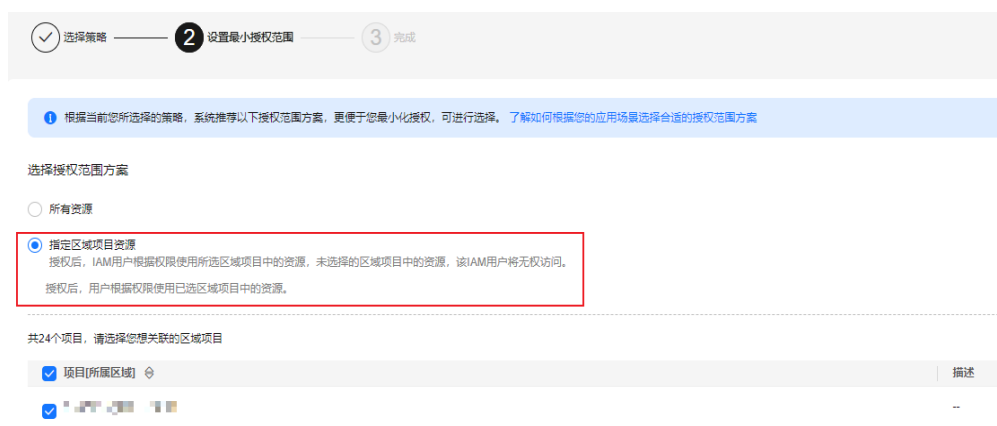 选择策略 2 设置最小授权范围 3 完成
根据当前您所选择的策略，系统推荐以下授权范围方案，更便于您最小化授权，可进行选择。 了解如何根据您的应用场景选择合适的授权范围方案
选择授权范围方案
所有资源
指定区域项目资源
授权后，IAM用户根据权限使用所选区域项目中的资源，未选择的区域项目中的资源，该IAM用户将无权访问。
授权后，用户根据权限使用已选区域项目中的资源。
共24个项目，请选择您想关联的区域项目
项目[所属区域] 描述
--